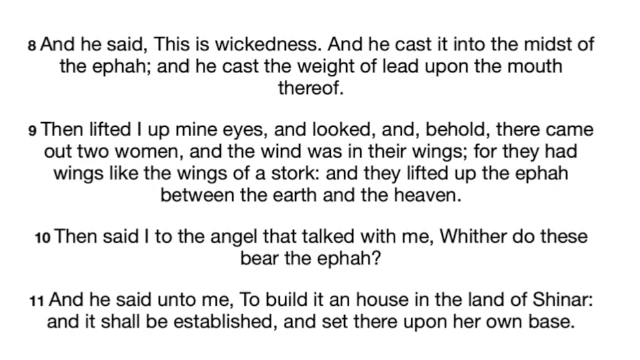 8 And he said, This is wickedness. And he cast it into the midst of
the ephah; and he cast the weight of lead upon the mouth
thereof.
9 Then lifted I up mine eyes, and looked, and, behold, there came
out two women, and the wind was in their wings; for they had
wings like the wings of a stork: and they lifted up the ephah
between the earth and the heaven.
10 Then said I to the angel that talked with me, Whither do these
bear the ephah?
11 And he said unto me, To build it an house in the land of Shinar:
and it shall be established, and set there upon her own base.